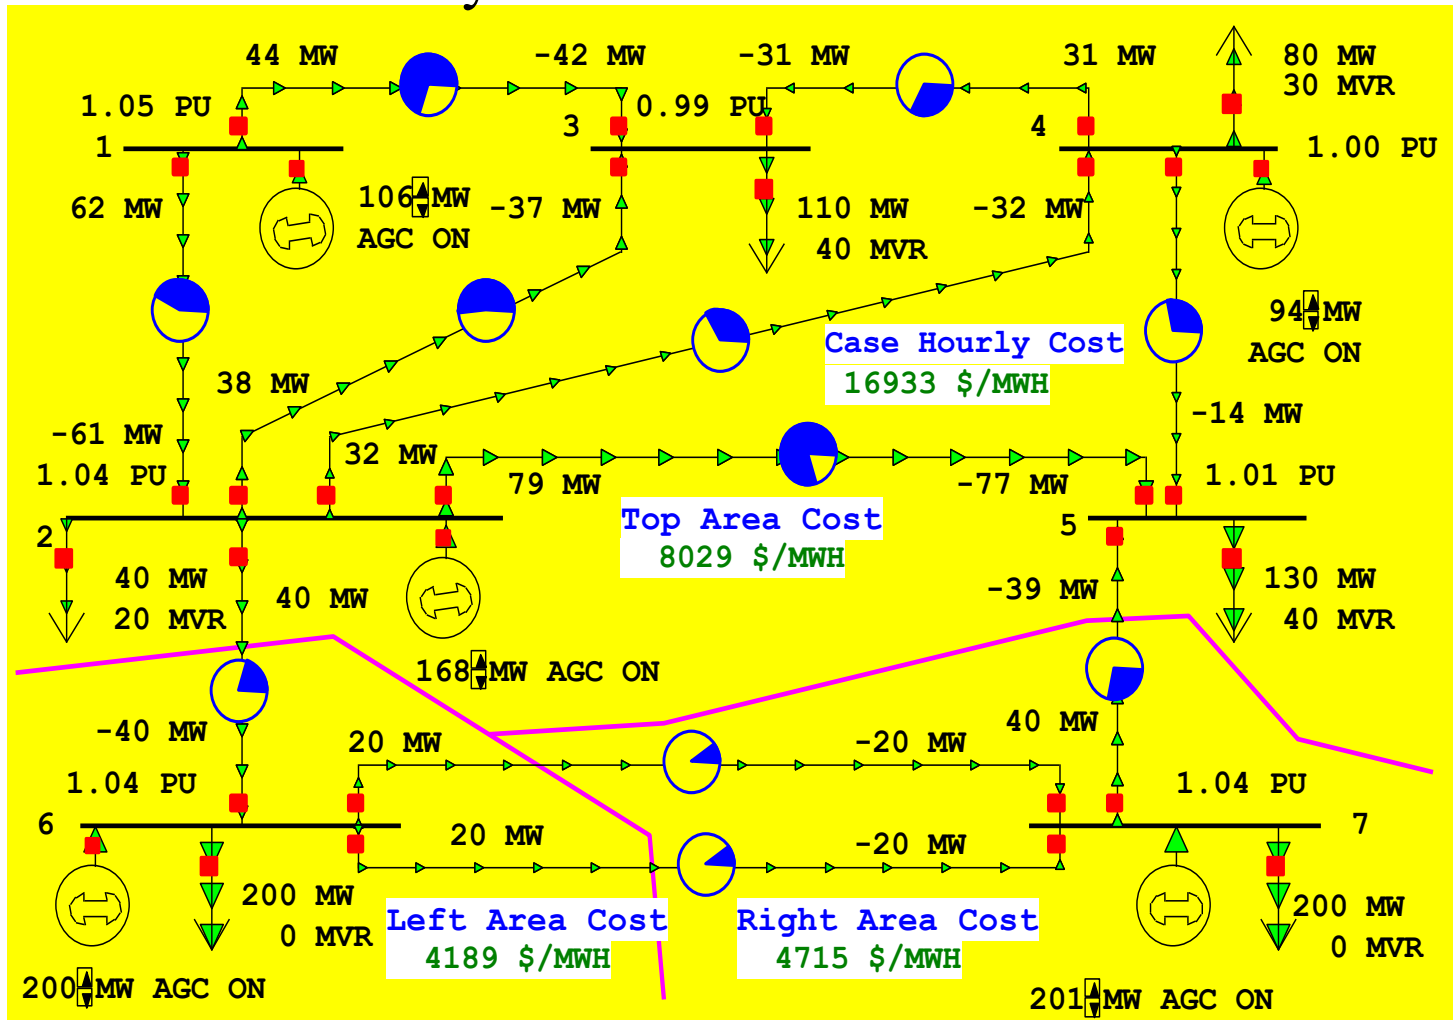 y
44 MW
-42 MW
-31 MW
31 MW
80 MW
30 MVR
1.05 PU
3
0.99 PU
4
1
1.00 PU
62 MW
106 MW
AGC ON
-37 MW
110 MW
40 MVR
-32 MW
94 MW
AGC ON
Case Hourly Cost
16933 $/MWH
38 MW
-14 MW
-61 MW
1.04 PU
32 MW
79 MW
-77 MW
1.01 PU
Top Area Cost
8029 $/MWH
2
5
40 MW
20 MVR
40 MW
-39 MW
130 MW
40 MVR
168 MW AGC ON
-40 MW
20 MW
-20 MW
40 MW
1.04 PU
1.04 PU
6
20 MW
-20 MW
7
200 MW
0 MVR
Left Area Cost
4189 $/MWH
Right Area Cost
4715 $/MWH
200 MW
0 MVR
200 MW AGC ON
201 MW AGC ON